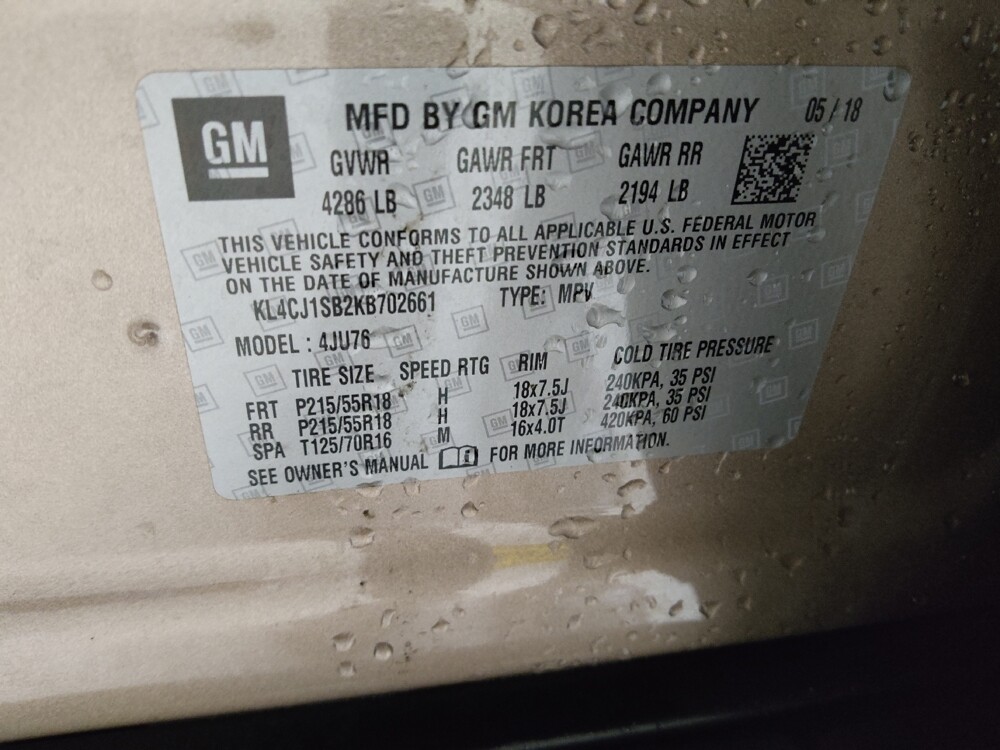 GM
MFD BY GM KOREA COMPANY 05/18
GVWR GAWR FRT GAWR RR
4286 LB 2348 LB 2194 LB
THIS VEHICLE CONFORMS TO ALL APPLICABLE U.S. FEDERAL MOTOR
VEHICLE SAFETY AND THEFT PREVENTION STANDARDS IN EFFECT
ON THE DATE OF MANUFACTURE SHOWN ABOVE.
KL4CJ1SB2KB702661 TYPE: MPV
MODEL : 4JU76
TIRE SIZE SPEED RTG RIM COLD TIRE PRESSURE
FRT P215/55R18 H 18x7.5J 240KPA, 35 PSI
RR P215/55R18 H 18x7.5J 240KPA, 35 PSI
SPA T125/70R16 M 16x4.0T 420KPA, 60 PSI
SEE OWNER'S MANUAL FOR MORE INFORMATION.